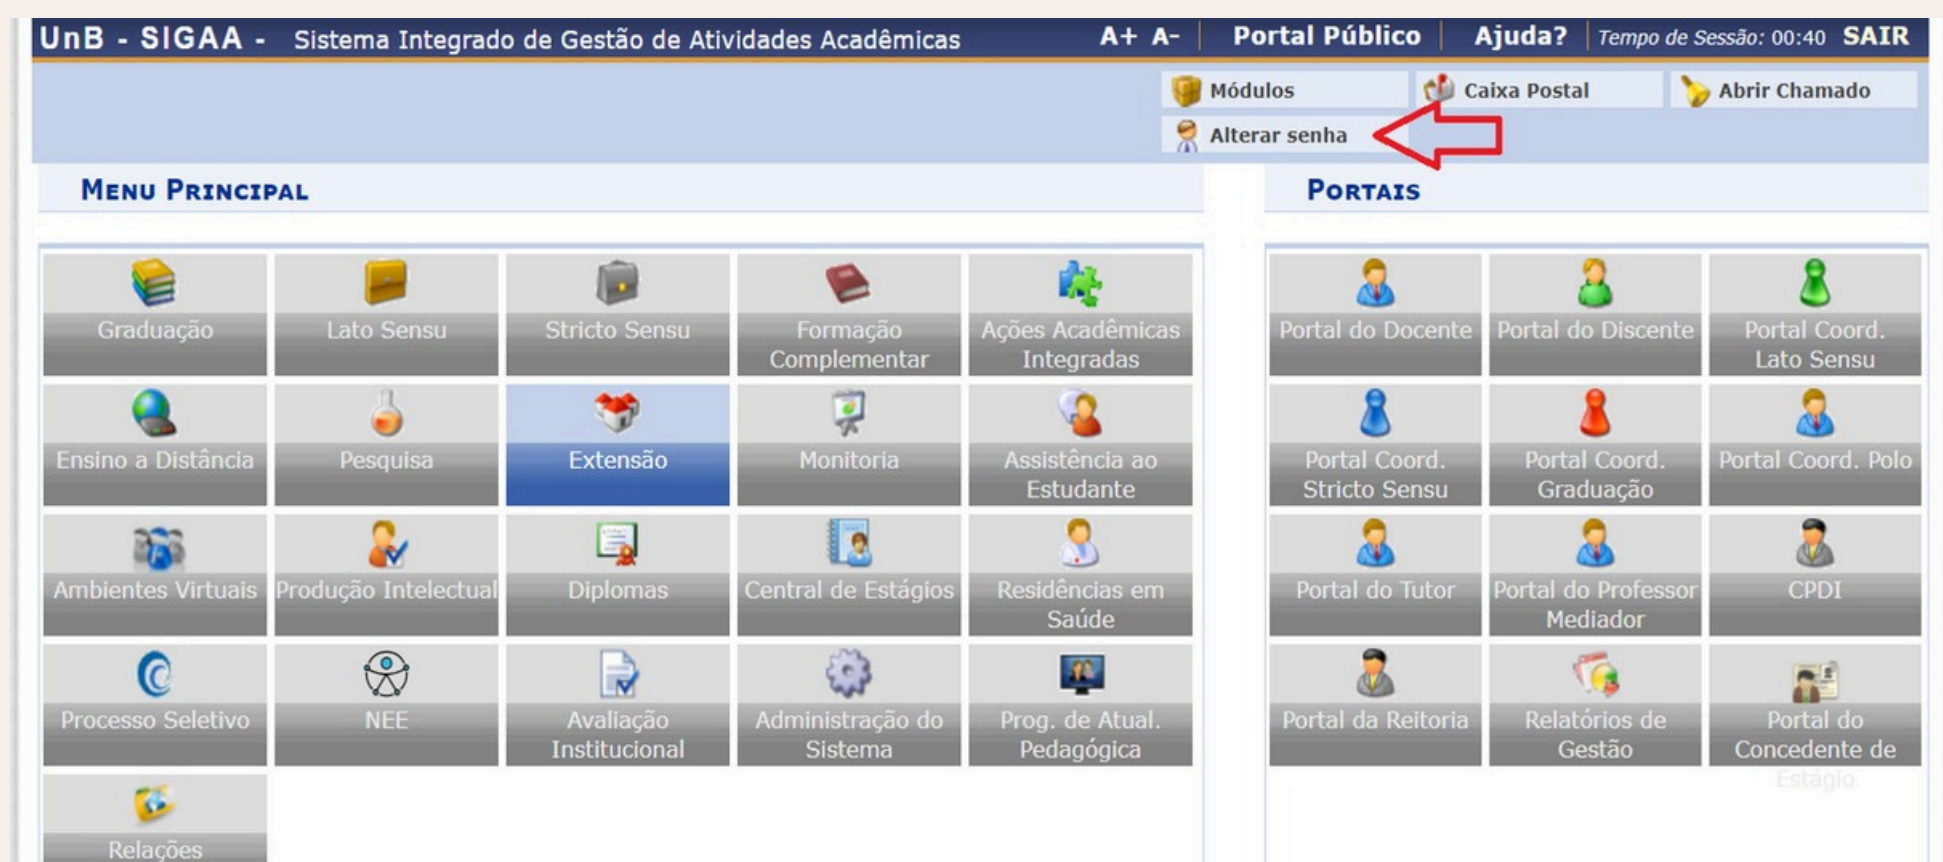 UnB - SIGAA - Sistema Integrado de Gestão de Atividades Acadêmicas A+ A- Portal Público Ajuda? Tempo de Sessão: 00:40 SAIR
Módulos Caixa Postal Abrir Chamado
Alterar senha
MENU PRINCIPAL
Graduação
Lato Sensu
Stricto Sensu
Formação
Complementar
Ações Acadêmicas
Integradas
Ensino a Distância
Pesquisa
Extensão
Monitoria
Assistência ao
Estudante
Ambientes Virtuais
Produção Intelectual
Diplomas
Central de Estágios
Residências em
Saúde
Processo Seletivo
NEE
Avaliação
Institucional
Administração do
Sistema
Prog. de Atual.
Pedagógica
Relações
PORTAIS
Portal do Docente
Portal do Discente
Portal Coord.
Lato Sensu
Portal Coord.
Stricto Sensu
Portal Coord.
Graduação
Portal Coord. Polo
Portal do Tutor
Portal do Professor
Mediador
CPDI
Portal da Reitoria
Relatórios de
Gestão
Portal do
Concedente de
Estágio